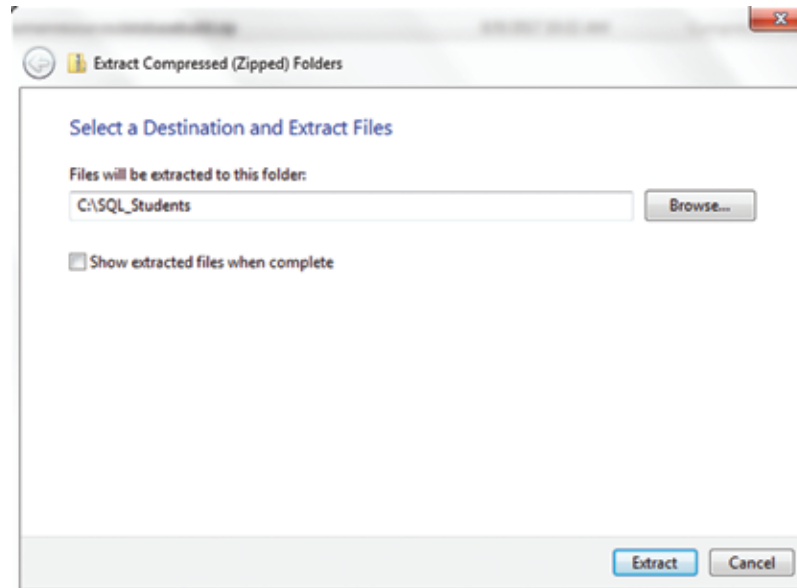 Extract Compressed (Zipped) Folders
Select a Destination and Extract Files
Files will be extracted to this folder:
C:\SQL_Students
Browse...
Show extracted files when complete
Extract
Cancel